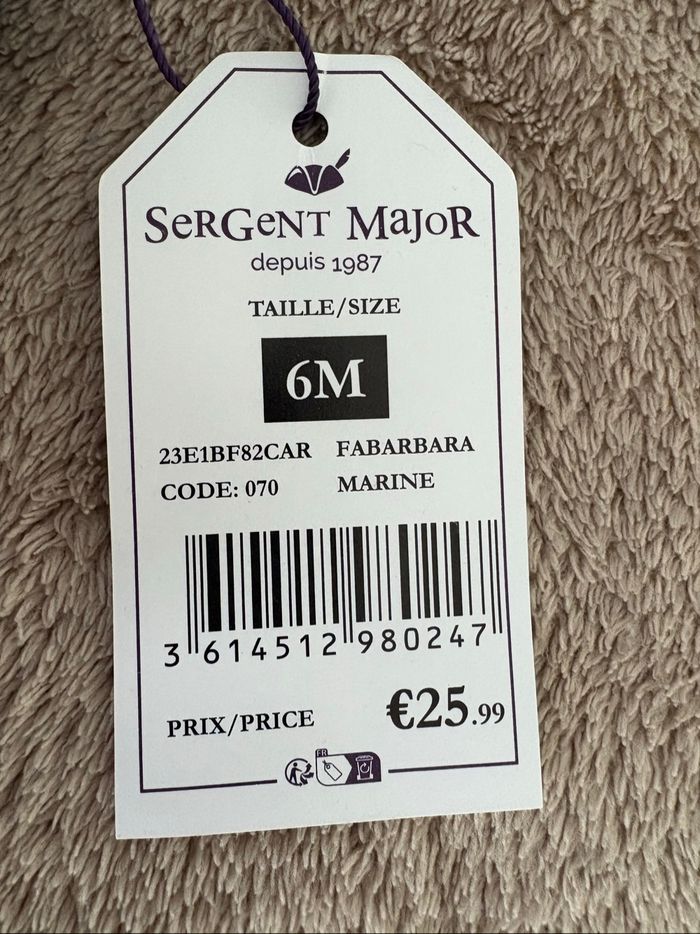 SeRGeNT MajoR
depuis 1987
TAILLE/SIZE
6M
23E1BF82CAR FABARBARA
CODE: 070 MARINE
3 614512 980247
PRIX/PRICE €25.99
FR